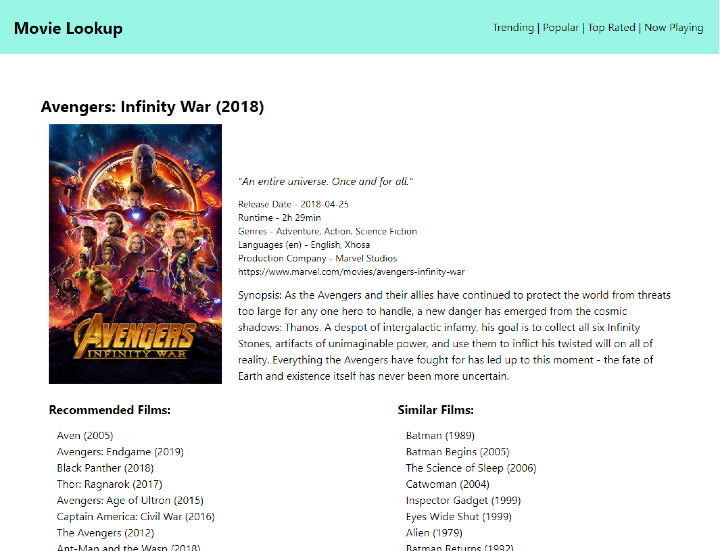 Movie Lookup
Trending | Popular | Top Rated | Now Playing
Avengers: Infinity War (2018)
AVENGERS
INFINITY WAR
"An entire universe. Once and for all."
Release Date - 2018-04-25
Runtime - 2h 29min
Genres - Adventure, Action, Science Fiction
Languages (en) - English, Xhosa
Production Company - Marvel Studios
https://www.marvel.com/movies/avengers-infinity-war
Synopsis: As the Avengers and their allies have continued to protect the world from threats
too large for any one hero to handle, a new danger has emerged from the cosmic
shadows: Thanos. A despot of intergalactic infamy, his goal is to collect all six Infinity
Stones, artifacts of unimaginable power, and use them to inflict his twisted will on all of
reality. Everything the Avengers have fought for has led up to this moment - the fate of
Earth and existence itself has never been more uncertain.
Recommended Films:
Aven (2005)
Avengers: Endgame (2019)
Black Panther (2018)
Thor: Ragnarok (2017)
Avengers: Age of Ultron (2015)
Captain America: Civil War (2016)
The Avengers (2012)
Ant-Man and the Wasp (2018)
Similar Films:
Batman (1989)
Batman Begins (2005)
The Science of Sleep (2006)
Catwoman (2004)
Inspector Gadget (1999)
Eyes Wide Shut (1999)
Alien (1979)
Batman Returns (1992)